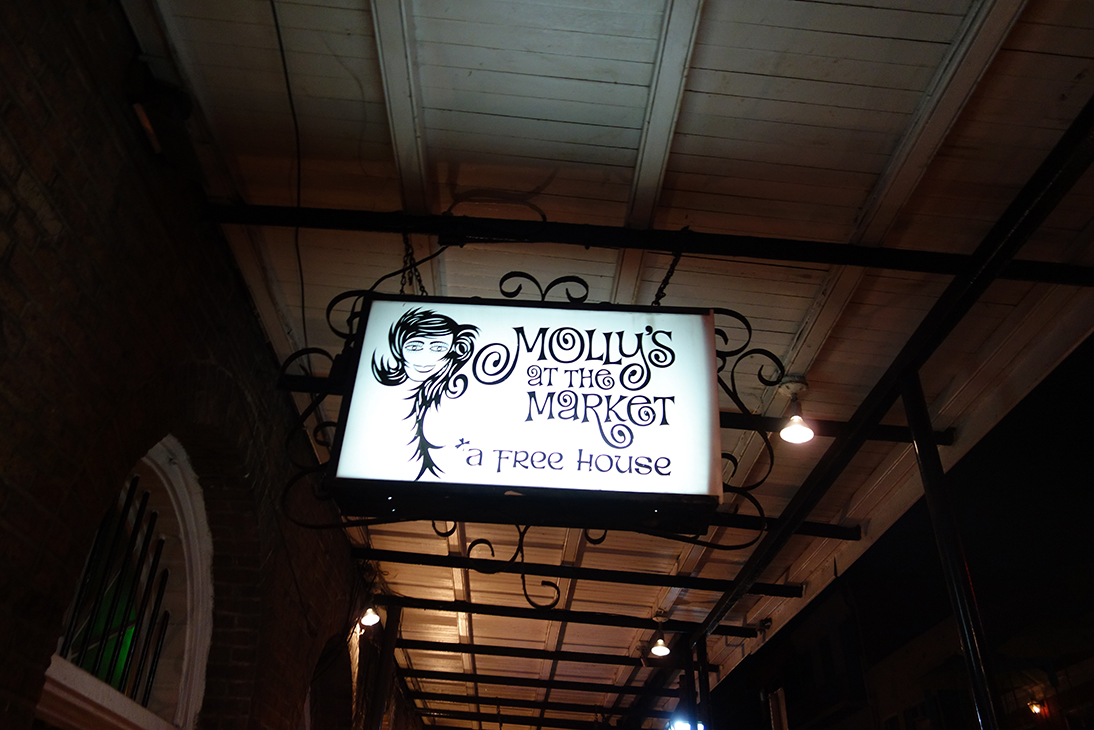 Molly's
at the
Market
*a Free House